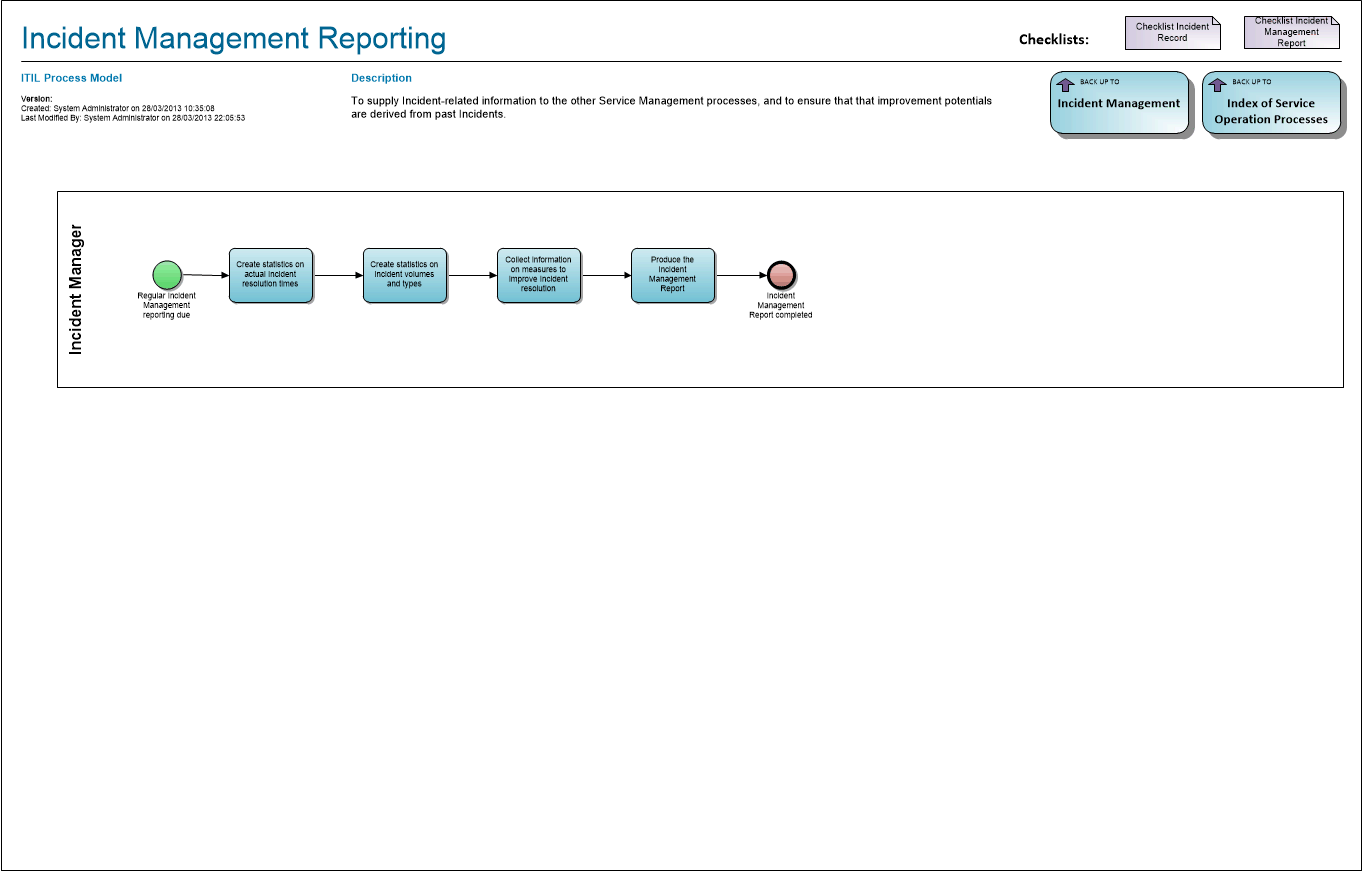 Incident Management Reporting
Checklists:
Checklist Incident
Record
Checklist Incident
Management
Report
ITIL Process Model
Version:
Created: System Administrator on 28/03/2013 10:35:08
Last Modified By: System Administrator on 28/03/2013 22:05:53
Description
To supply Incident-related information to the other Service Management processes, and to ensure that that improvement potentials
are derived from past Incidents.
BACK UP TO
Incident Management
BACK UP TO
Index of Service
Operation Processes
Incident Manager
Regular Incident
Management
reporting due
Create statistics on
actual Incident
resolution times
Create statistics on
Incident volumes
and types
Collect information
on measures to
improve Incident
resolution
Produce the
Incident
Management
Report
Incident
Management
Report completed